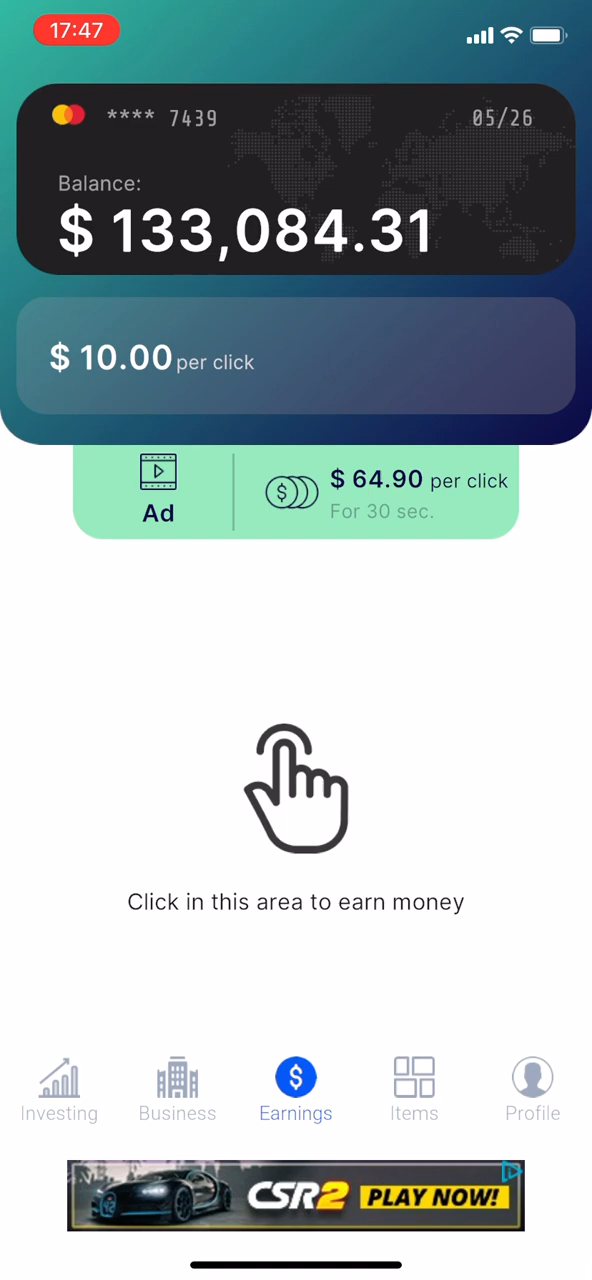 17:47
**** 7439
05/26
Balance:
$ 133,084.31
$ 10.00 per click
Ad
$ 64.90 per click
For 30 sec.
Click in this area to earn money
Investing
Business
Earnings
Items
Profile
CSR2 PLAY NOW!